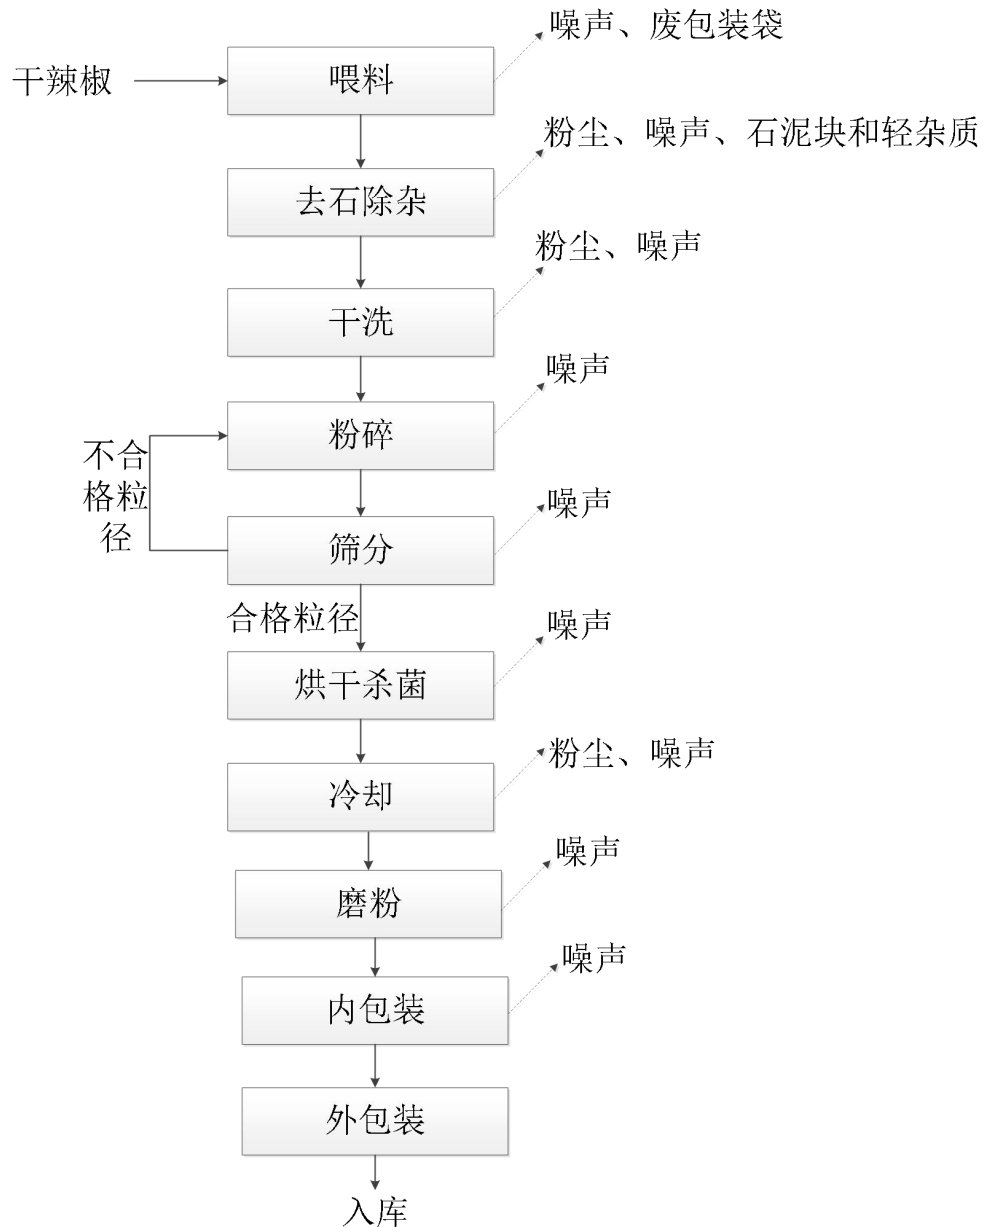 噪声、废包装袋
干辣椒
喂料
粉尘、噪声、石泥块和轻杂质
去石除杂
粉尘、噪声
干洗
噪声
粉碎
不合
格粒
径
噪声
筛分
合格粒径
噪声
烘干杀菌
粉尘、噪声
冷却
噪声
磨粉
噪声
内包装
外包装
入库